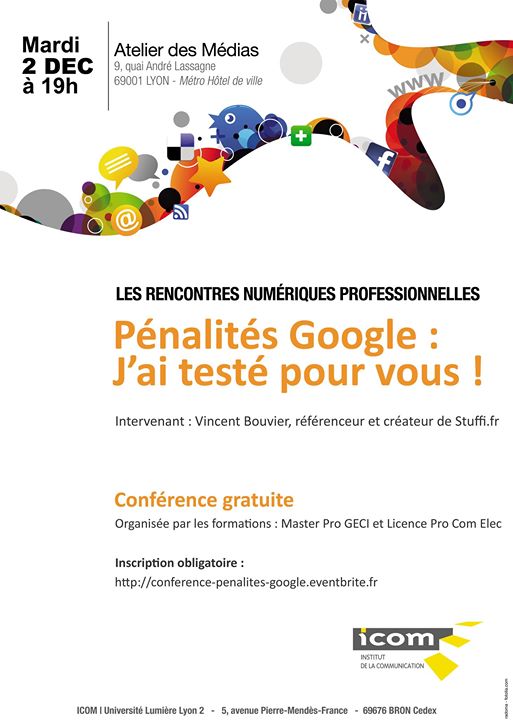 Mardi
2 DEC
à 19h
Atelier des Médias
9, quai André Lassagne
69001 LYON - Métro Hôtel de ville
www
@
f
LES RENCONTRES NUMÉRIQUES PROFESSIONNELLES
Pénalités Google :
J'ai testé pour vous !
Intervenant : Vincent Bouvier, référenceur et créateur de Stuffi.fr
Conférence gratuite
Organisée par les formations : Master Pro GECI et Licence Pro Com Elec
Inscription obligatoire :
http://conference-penalites-google.eventbrite.fr
icom
INSTITUT
DE LA COMMUNICATION
ICOM I Université Lumière Lyon 2 - 5, avenue Pierre-Mendès-France - 69676 BRON Cedex